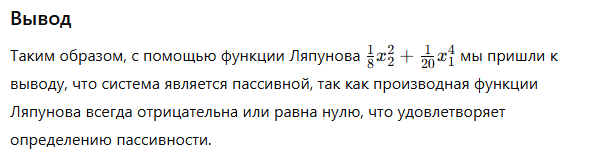 Вывод
Таким образом, с помощью функции Ляпунова $\frac{1}{8}x_2^2 + \frac{1}{20}x_1^4$ мы пришли к
выводу, что система является пассивной, так как производная функции
Ляпунова всегда отрицательна или равна нулю, что удовлетворяет
определению пассивности.